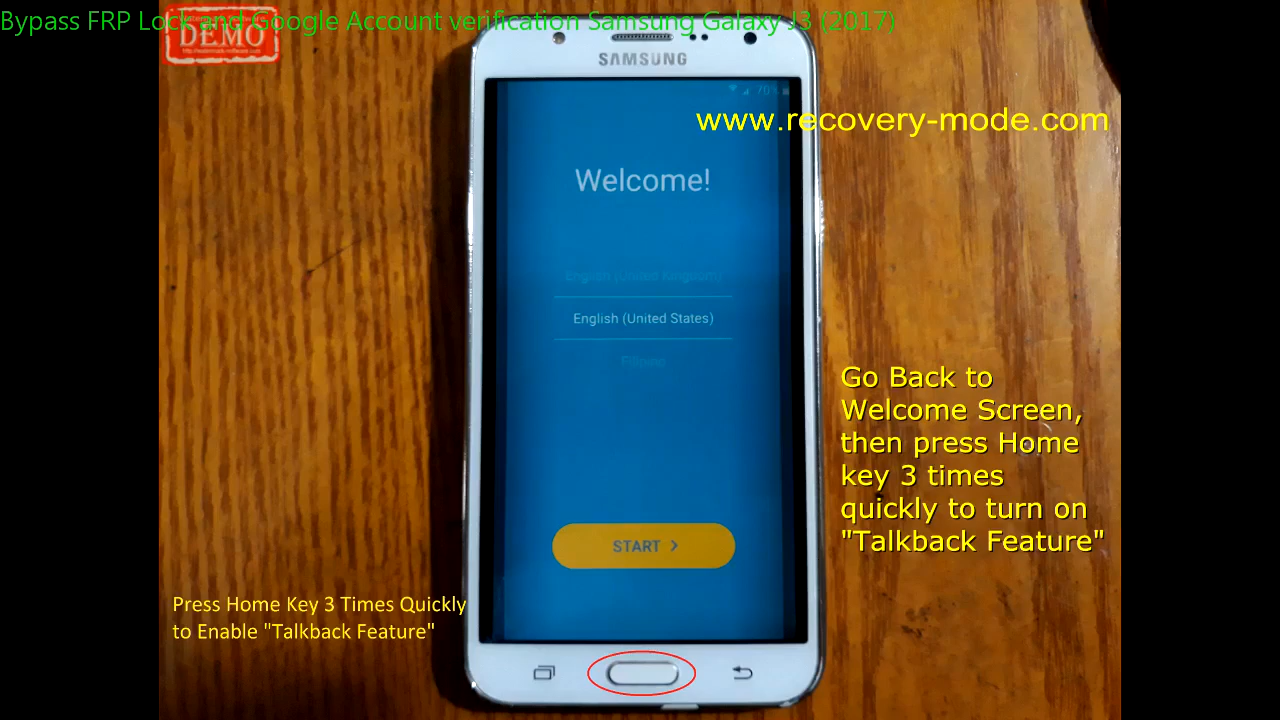 Bypass FRP Lock and Google Account verification Samsung Galaxy J3 (2017)
DEMO
SAMSUNG
70%
www.recovery-mode.com
Welcome!
English (United Kingdom)
English (United States)
Filipino
Go Back to
Welcome Screen,
then press Home
key 3 times
quickly to turn on
"Talkback Feature"
START >
Press Home Key 3 Times Quickly
to Enable "Talkback Feature"